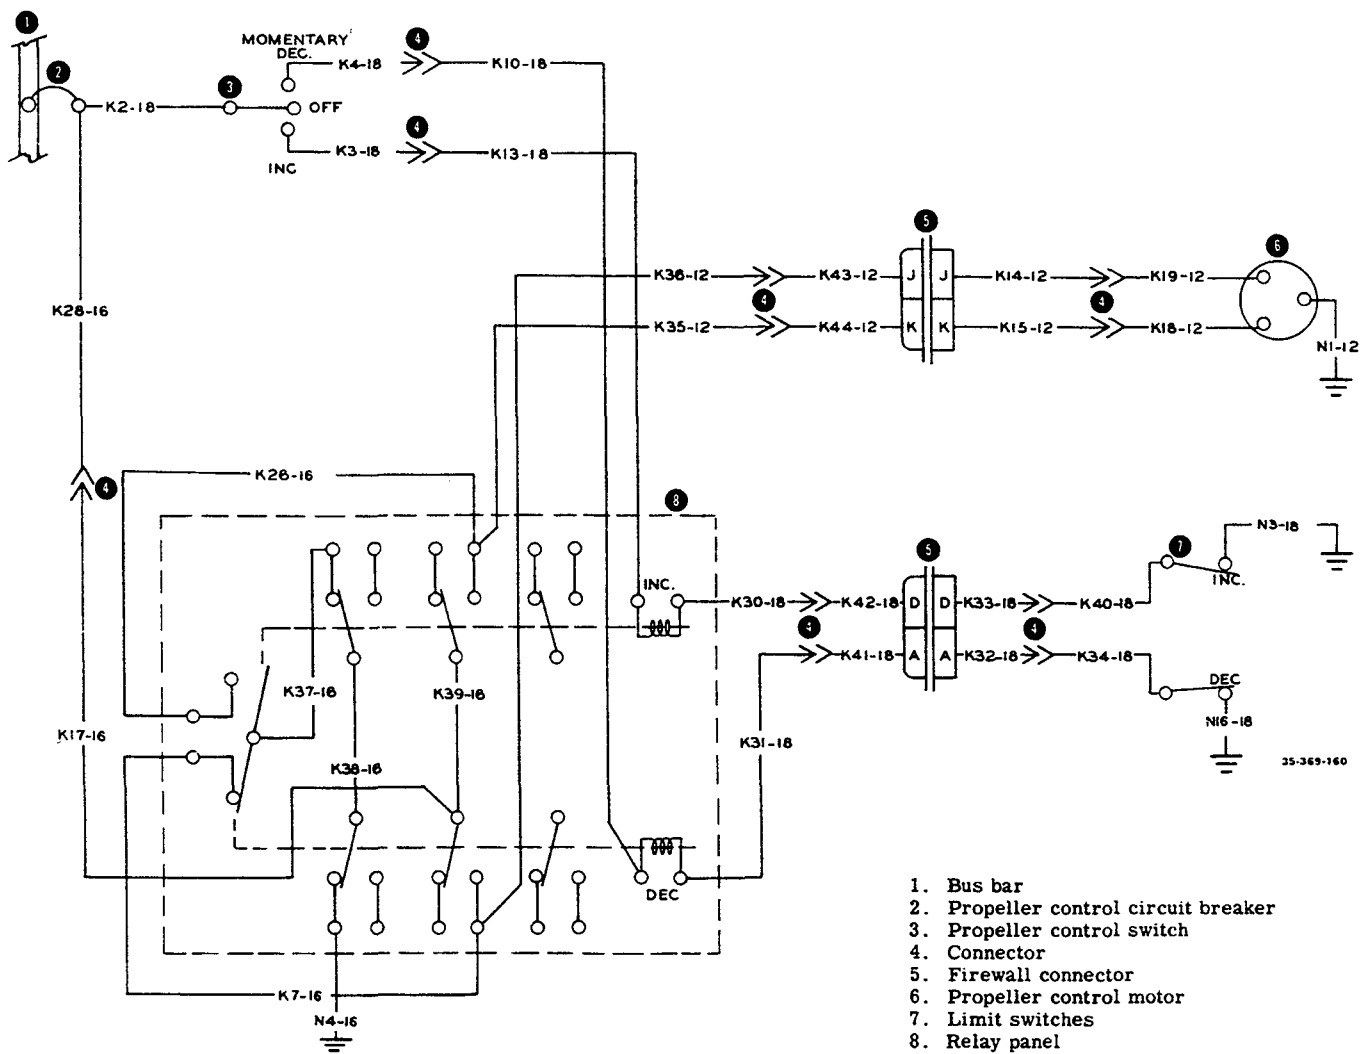 1
2
3
4
MOMENTARY
DEC.
K4-18
K10-18
K2-18
OFF
4
K3-18
K13-18
INC
5
6
K36-12
K43-12
J
J
K14-12
K19-12
4
4
K35-12
K44-12
K
K
K15-12
K18-12
N1-12
K28-16
K26-16
4
8
5
7
N3-18
INC.
INC.
K30-18
K42-18
D
D
K33-18
K40-18
4
4
K41-18
A
A
K32-18
K34-18
DEC
N16-18
K37-16
K39-16
K17-16
K31-18
K38-16
35-369-160
DEC
K7-16
N4-16
1. Bus bar
2. Propeller control circuit breaker
3. Propeller control switch
4. Connector
5. Firewall connector
6. Propeller control motor
7. Limit switches
8. Relay panel